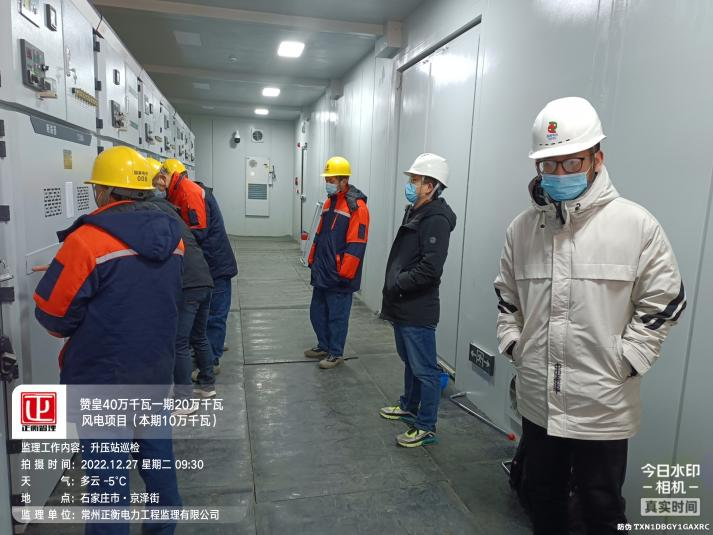 正衡管理
赞皇40万千瓦一期20万千瓦
风电项目（本期10万千瓦）
监理工作内容：升压站巡检
拍 摄 时 间：2022.12.27 星期二 09:30
天 气：多云 -5°C
地 点：石家庄市·京泽街
监 理 单 位：常州正衡电力工程监理有限公司
今日水印
-相机-
真实时间
防伪 TXN1DBGY1GAXRC